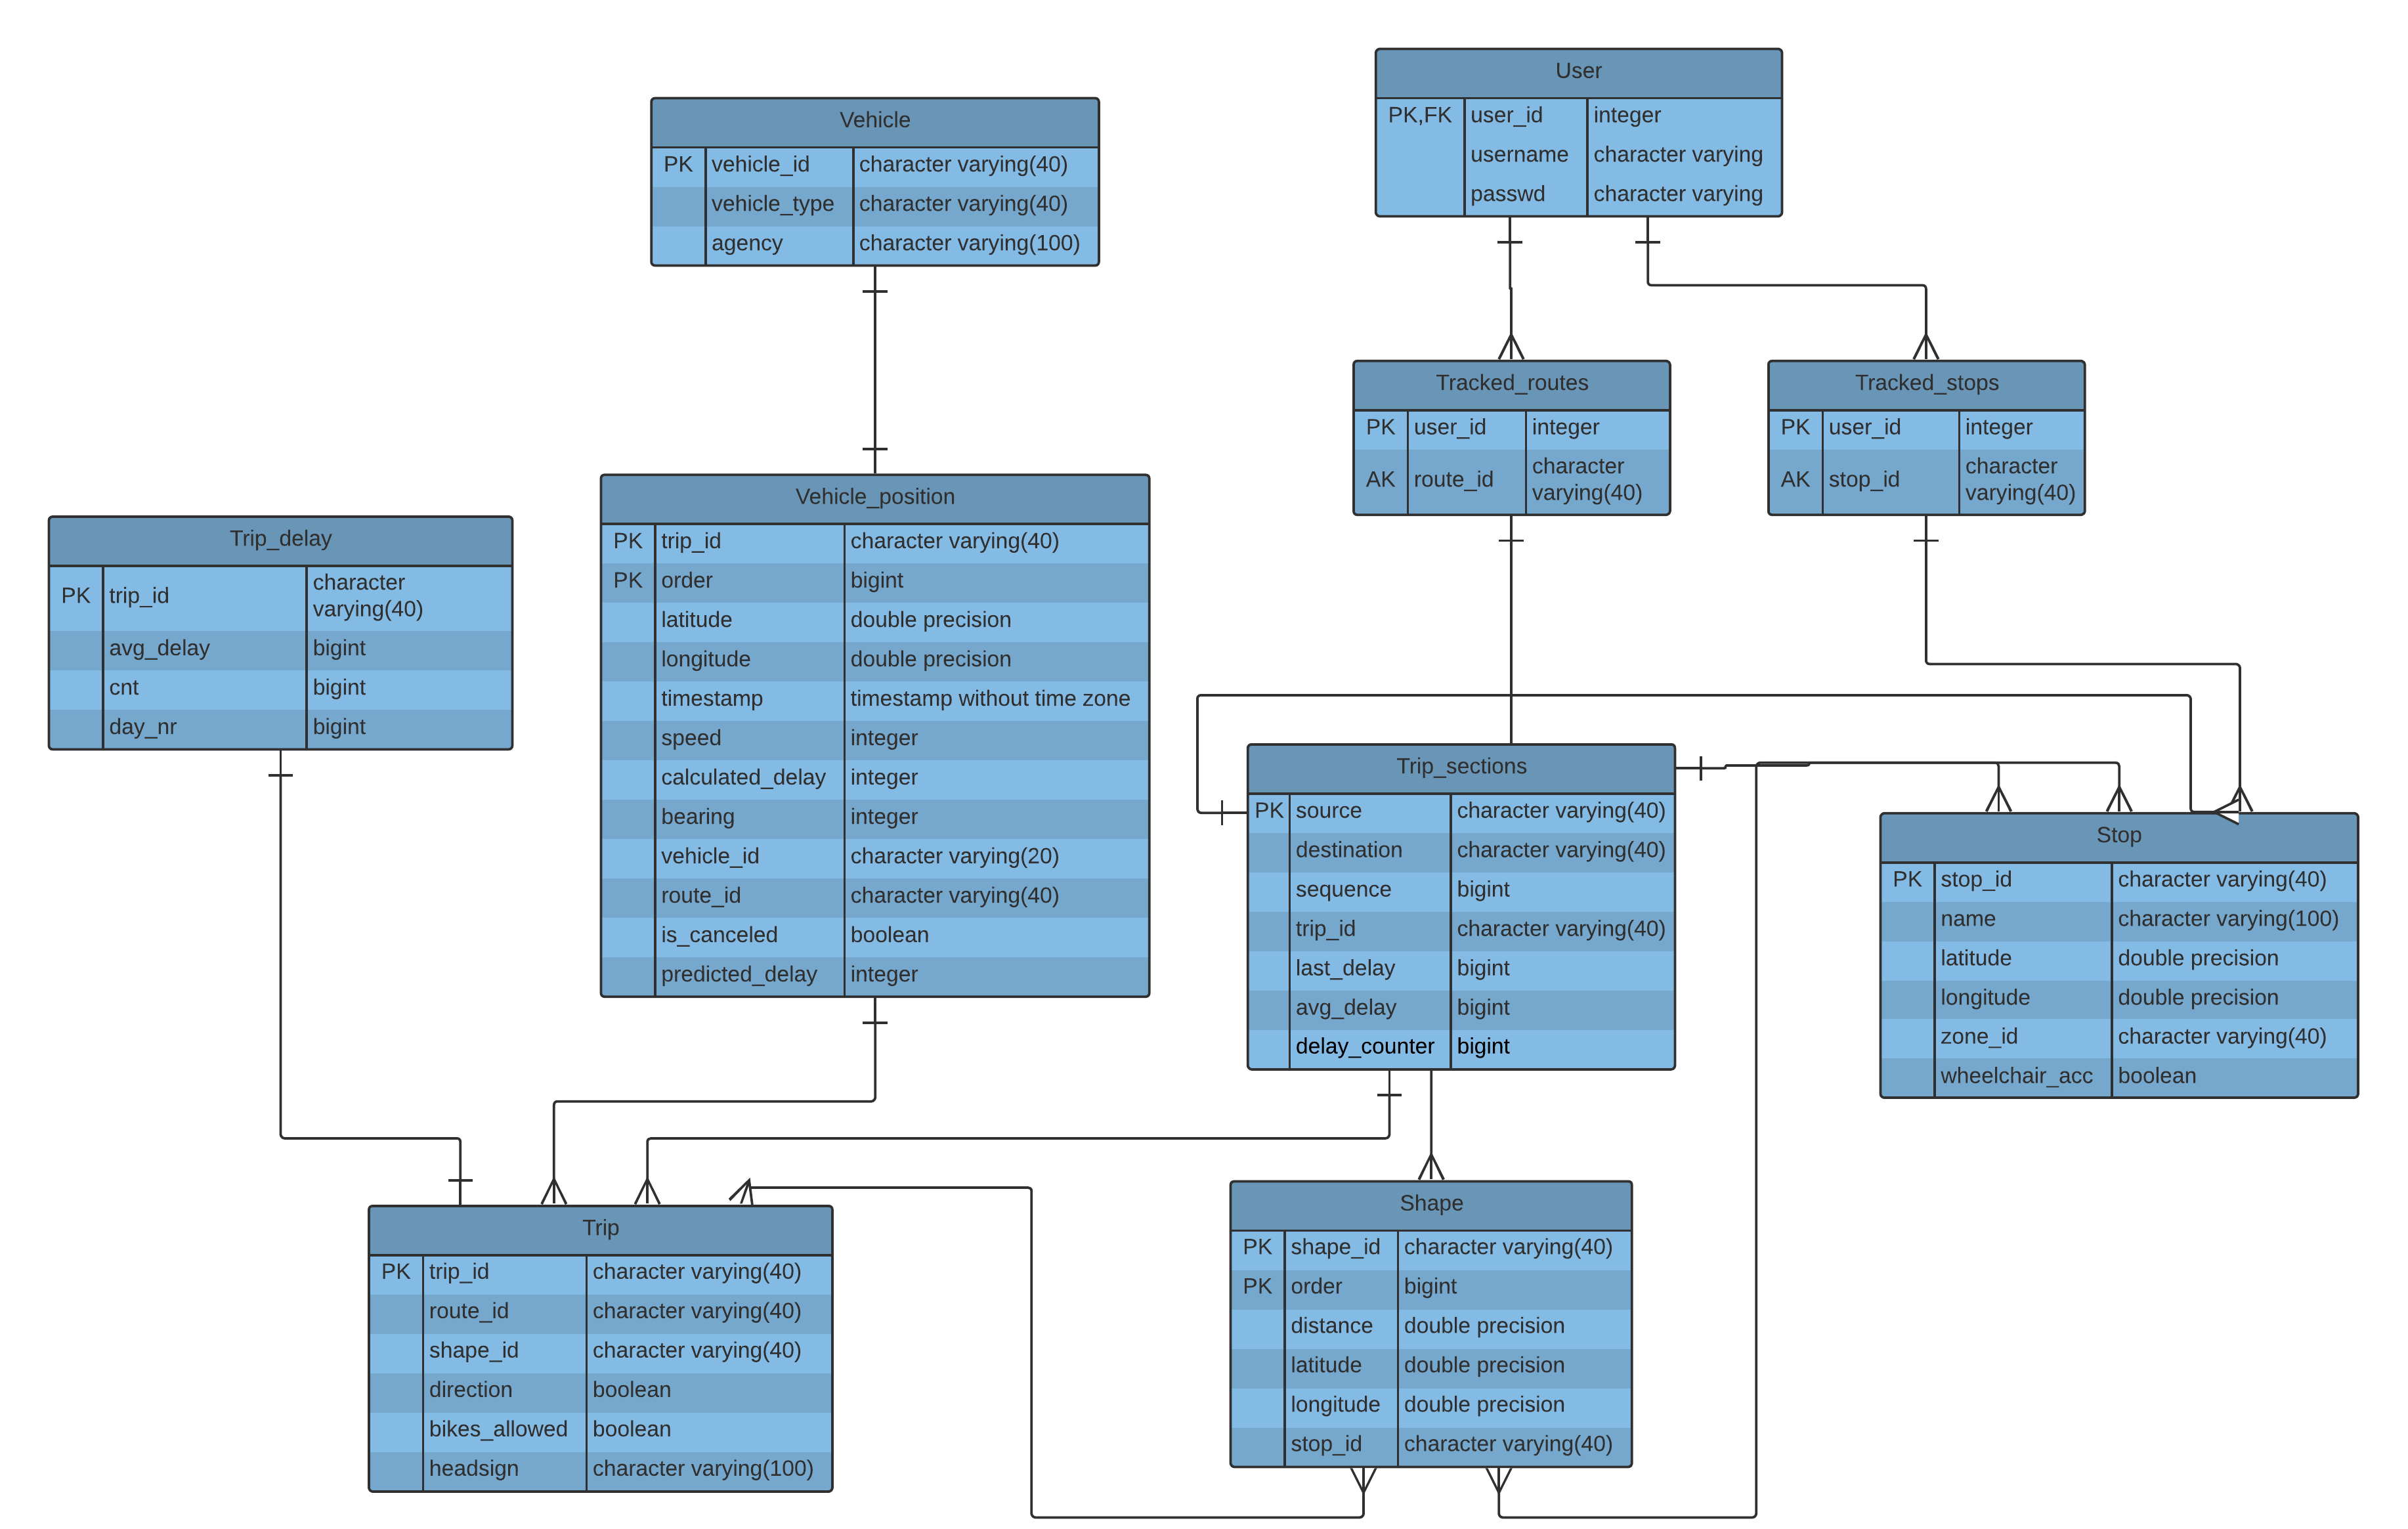 User
PK,FK user_id integer
username character varying
passwd character varying
Vehicle
PK vehicle_id character varying(40)
vehicle_type character varying(40)
agency character varying(100)
Tracked_routes
PK user_id integer
AK route_id character
varying(40)
Tracked_stops
PK user_id integer
AK stop_id character
varying(40)
Vehicle_position
PK trip_id character varying(40)
PK order bigint
latitude double precision
longitude double precision
timestamp timestamp without time zone
speed integer
calculated_delay integer
bearing integer
vehicle_id character varying(20)
route_id character varying(40)
is_canceled boolean
predicted_delay integer
Trip_delay
PK trip_id character
varying(40)
avg_delay bigint
cnt bigint
day_nr bigint
Trip_sections
PK source character varying(40)
destination character varying(40)
sequence bigint
trip_id character varying(40)
last_delay bigint
avg_delay bigint
delay_counter bigint
Stop
PK stop_id character varying(40)
name character varying(100)
latitude double precision
longitude double precision
zone_id character varying(40)
wheelchair_acc boolean
Trip
PK trip_id character varying(40)
route_id character varying(40)
shape_id character varying(40)
direction boolean
bikes_allowed boolean
headsign character varying(100)
Shape
PK shape_id character varying(40)
PK order bigint
distance double precision
latitude double precision
longitude double precision
stop_id character varying(40)